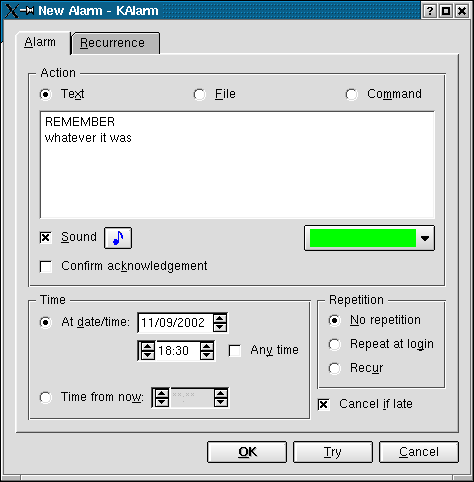 New Alarm - KAlarm
Alarm
Recurrence
Action
Text
File
Command
REMEMBER
whatever it was
Sound
Confirm acknowledgement
Time
At date/time: 11/09/2002
18:30 Any time
Time from now: **:**
Repetition
No repetition
Repeat at login
Recur
Cancel if late
OK
Try
Cancel